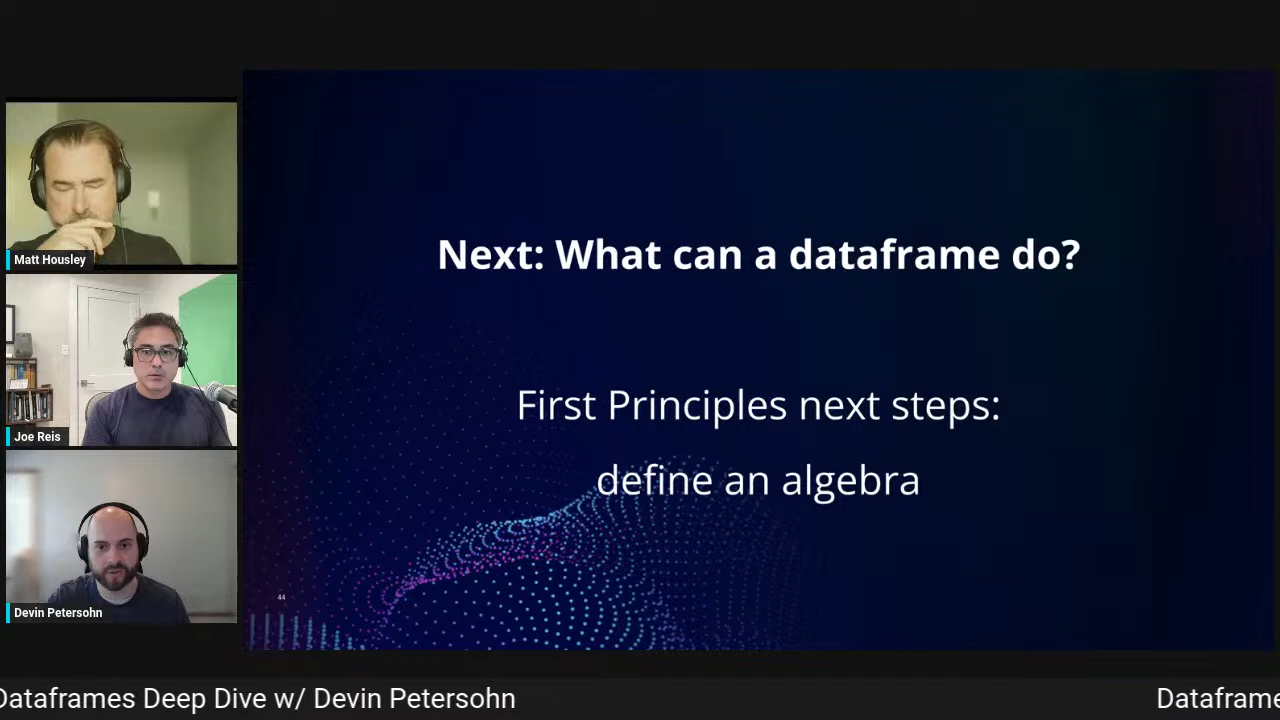 Matt Housley
Joe Reis
Devin Petersohn
Next: What can a dataframe do?
First Principles next steps:
define an algebra
44
Dataframes Deep Dive w/ Devin Petersohn
Dataframe